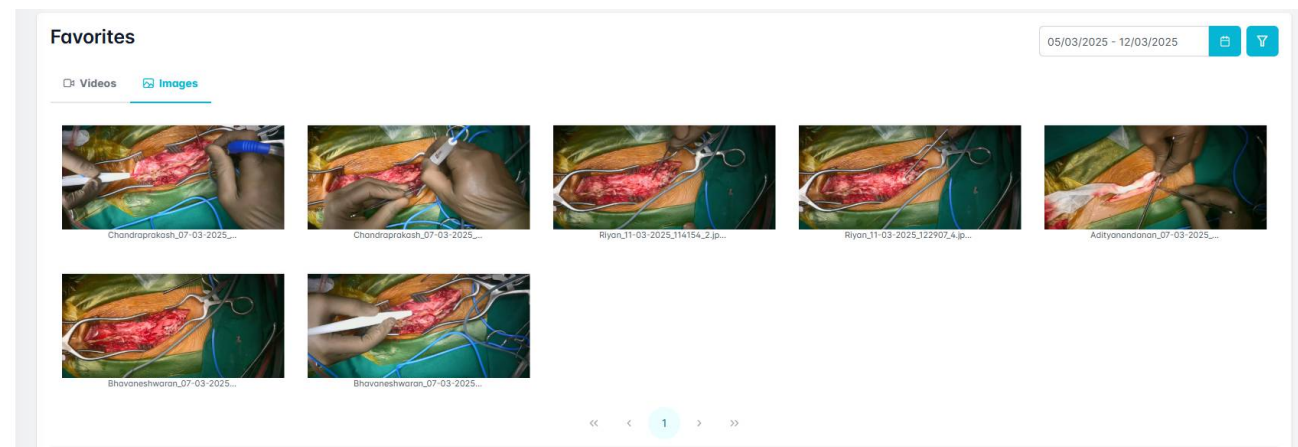 Favorites
05/03/2025 - 12/03/2025
Videos
Images
Chandraprakash_07-03-2025_...
Chandraprakash_07-03-2025_...
Riyan_11-03-2025_114154_2.jp...
Riyan_11-03-2025_122907_4.jp...
Adityanandanan_07-03-2025_...
Bhavaneshwaran_07-03-2025...
Bhavaneshwaran_07-03-2025...
<< < 1 > >>